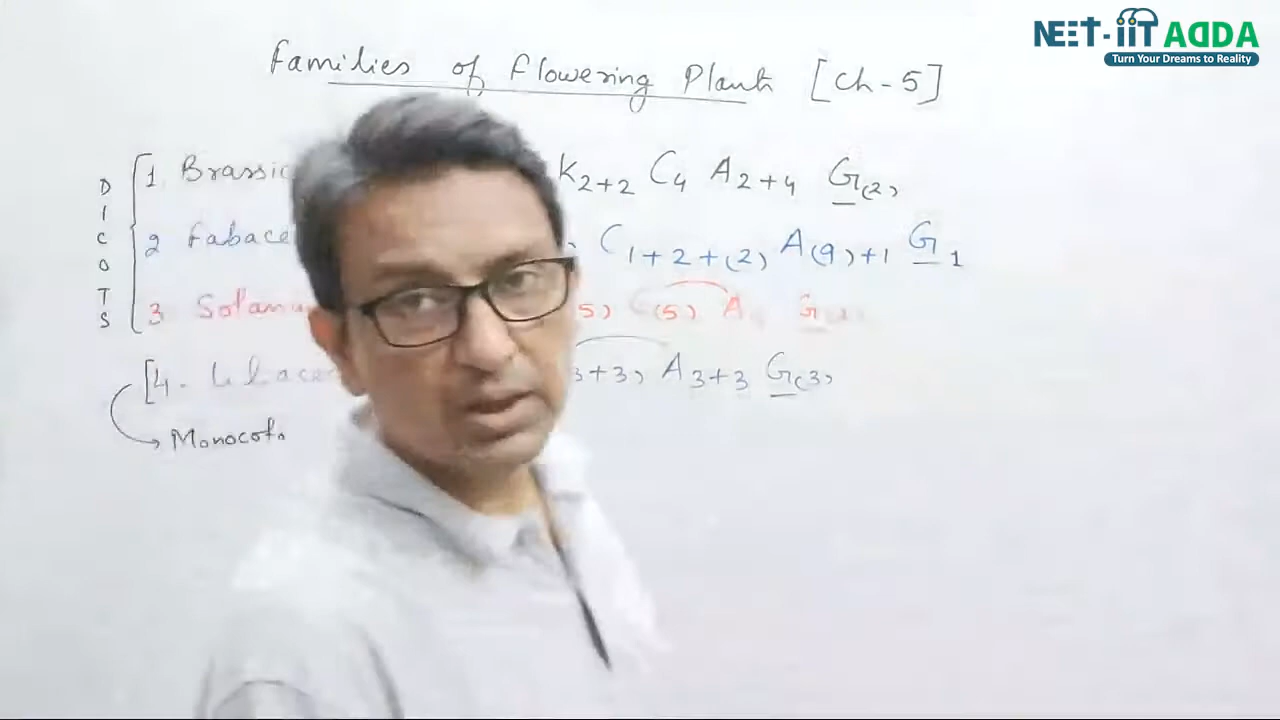 NEET-iiT ADDA
Turn Your Dreams to Reality
Families of Flowering Plants [Ch-5]
DICOTS
1 Brassic K2+2 C4 A2+4 G(2)
2 Fabace ) C1+2+(2) A(9)+1 G1
3 Solan 5) C(5) A G
[4. 3+3) A3+3 G(3)
Monocots